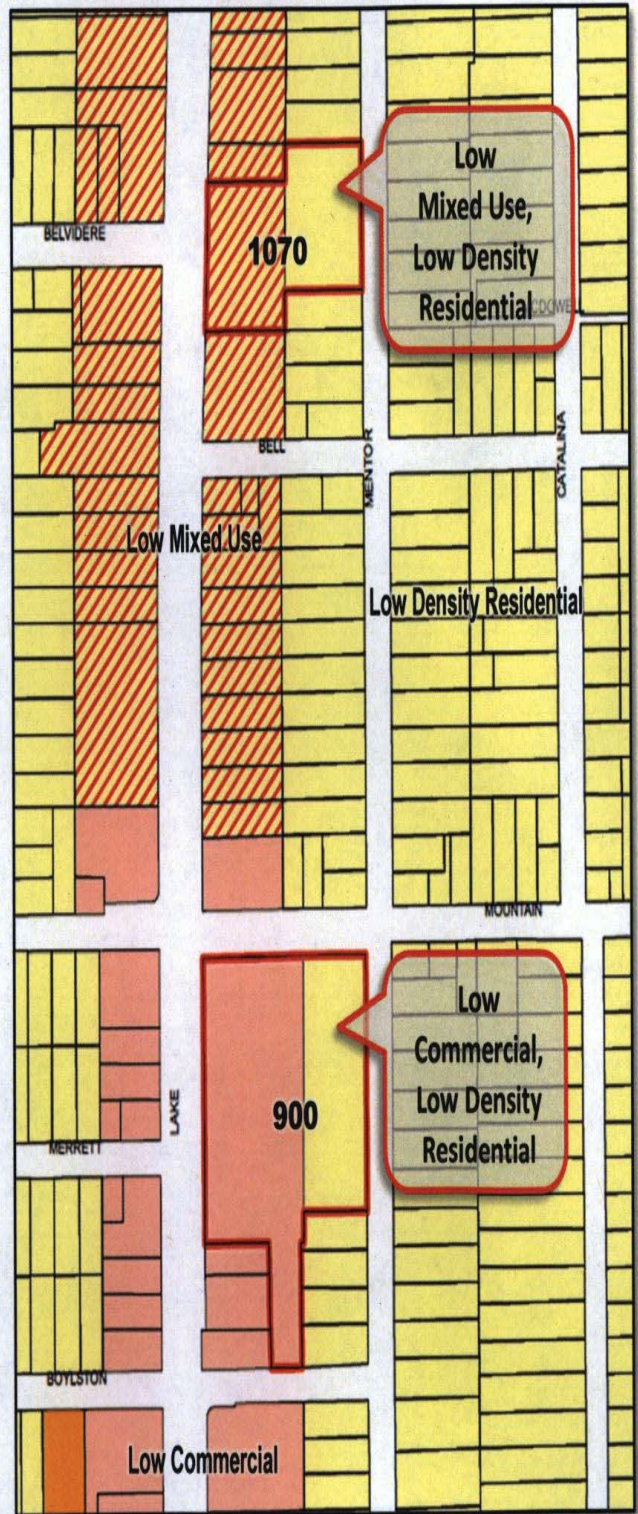 Low
Mixed Use,
Low Density
Residential
BELVIDERE
1070
BELL
MENTOR
CATALINA
Low Mixed Use
Low Density Residential
MOUNTAIN
Low
Commercial,
Low Density
Residential
LAKE
900
MERRETT
BOYLSTON
Low Commercial